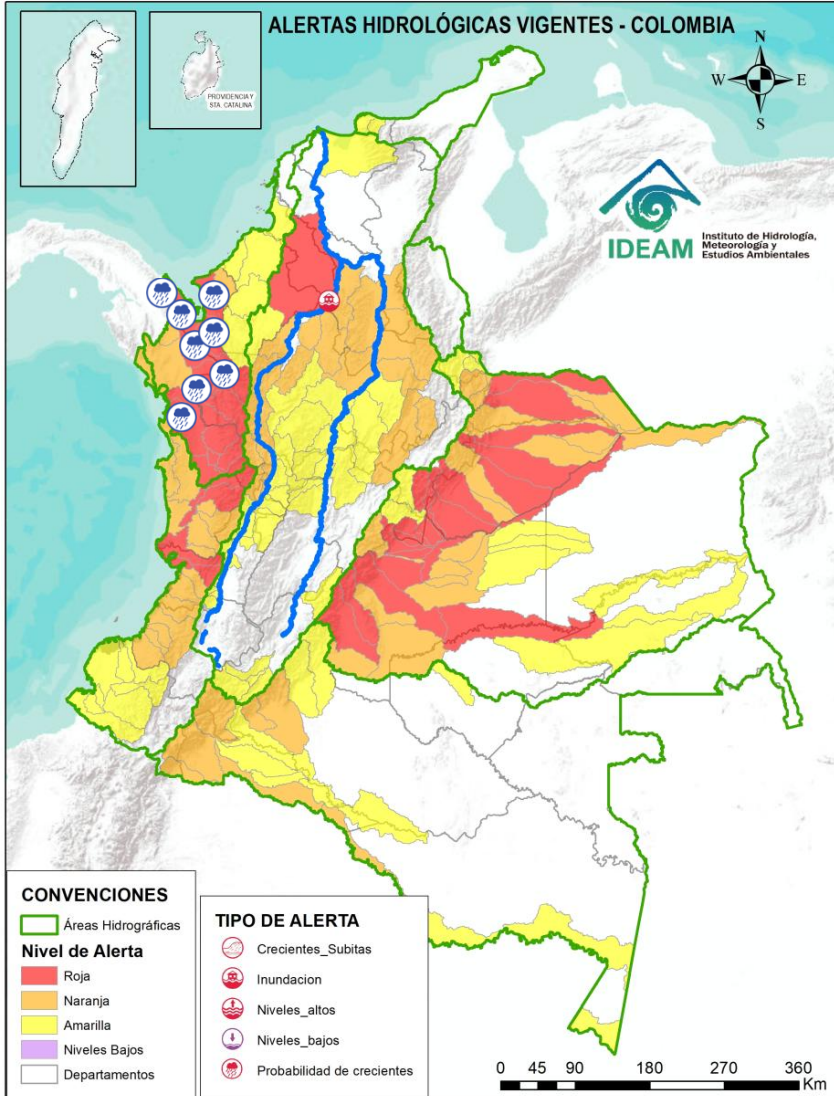 ALERTAS HIDROLÓGICAS VIGENTES - COLOMBIA
PROVIDENCIA Y
STA. CATALINA
N
W
E
S
IDEAM
Instituto de Hidrología,
Meteorología y
Estudios Ambientales
CONVENCIONES
Áreas Hidrográficas
Nivel de Alerta
Roja
Naranja
Amarilla
Niveles Bajos
Departamentos
TIPO DE ALERTA
Crecientes_Subitas
Inundacion
Niveles_altos
Niveles_bajos
Probabilidad de crecientes
0 45 90 180 270 360
Km